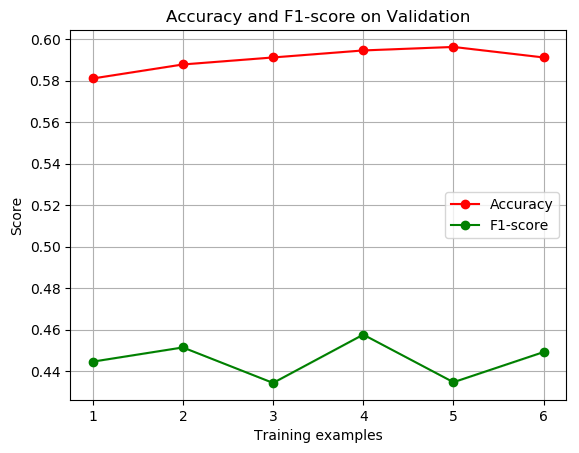 Accuracy and F1-score on Validation
0.60
0.58
0.56
0.54
0.52
0.50
0.48
0.46
0.44
Score
Accuracy
F1-score
1 2 3 4 5 6
Training examples